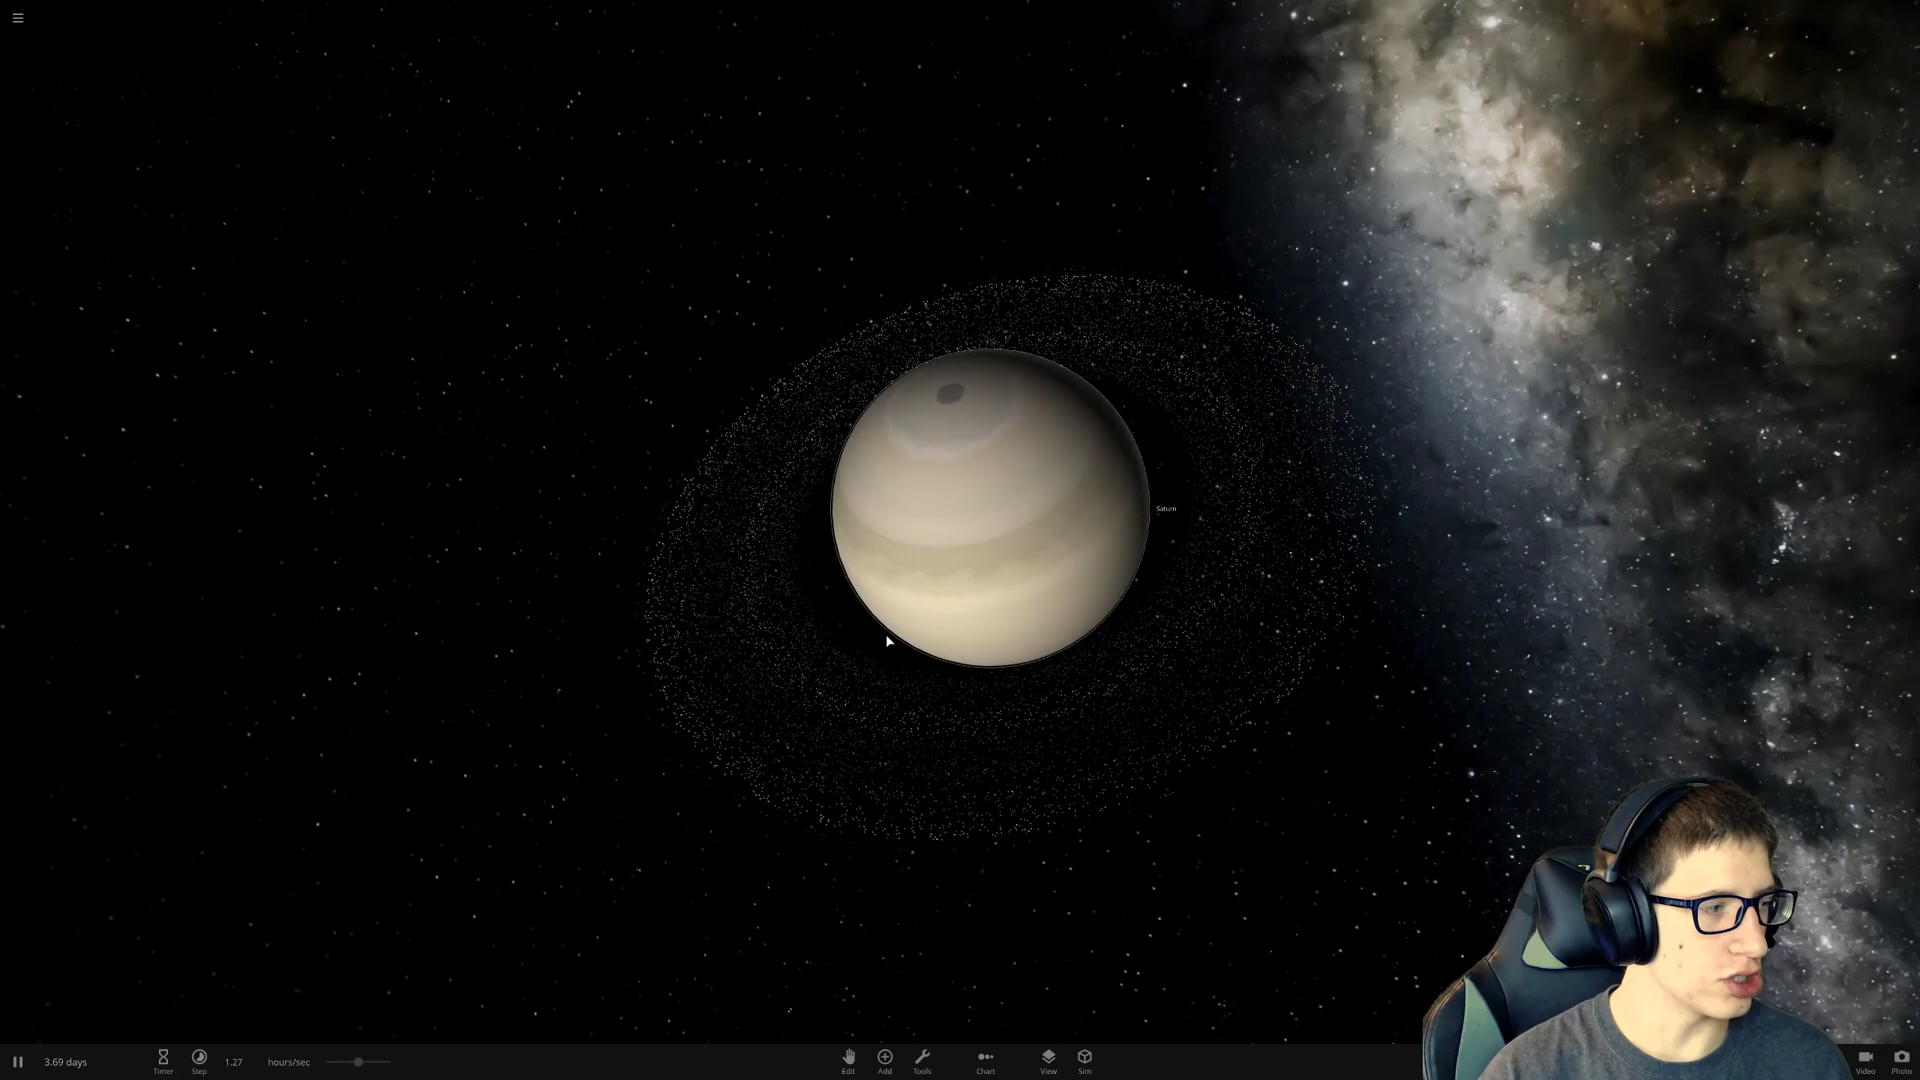 Saturn
3.69 days
Timer
Step
1.27
hours/sec
Edit
Add
Tools
Chart
View
Sim
Video
Photo